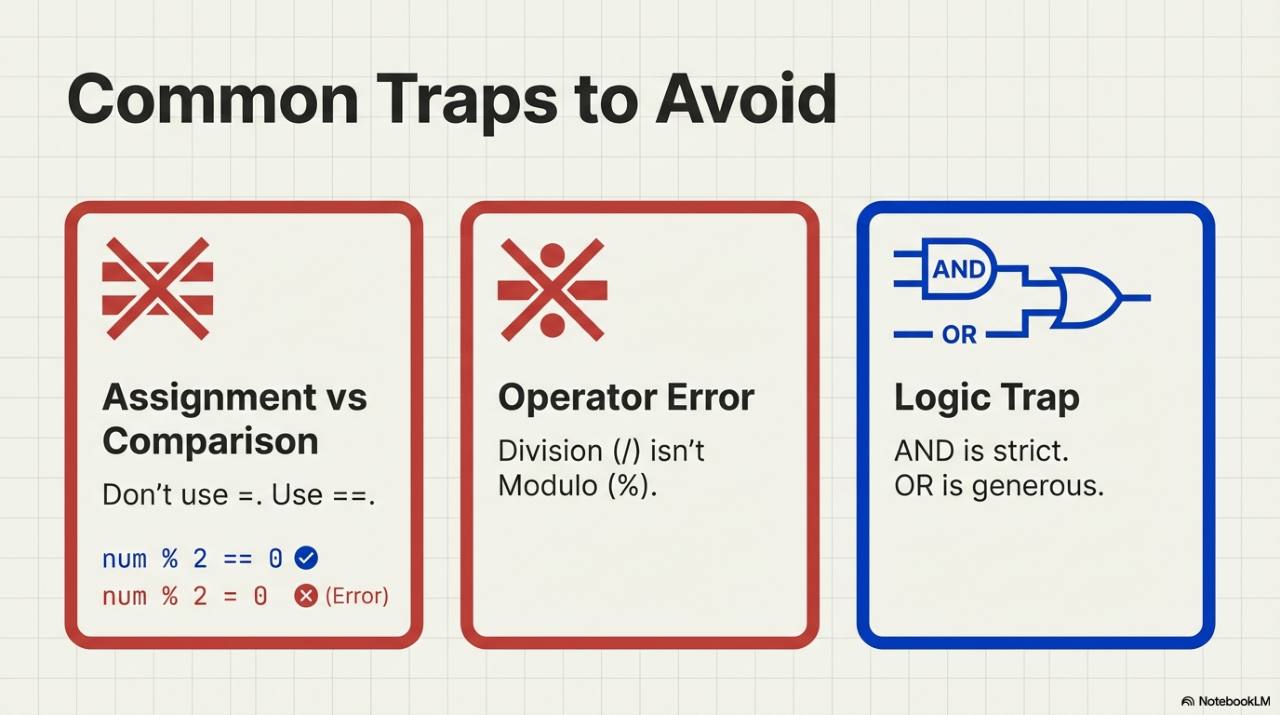 Common Traps to Avoid
Assignment vs
Comparison
Don't use =. Use ==.
num % 2 == 0
num % 2 = 0 (Error)
Operator Error
Division (/) isn't
Modulo (%).
AND
OR
Logic Trap
AND is strict.
OR is generous.
NotebookLM